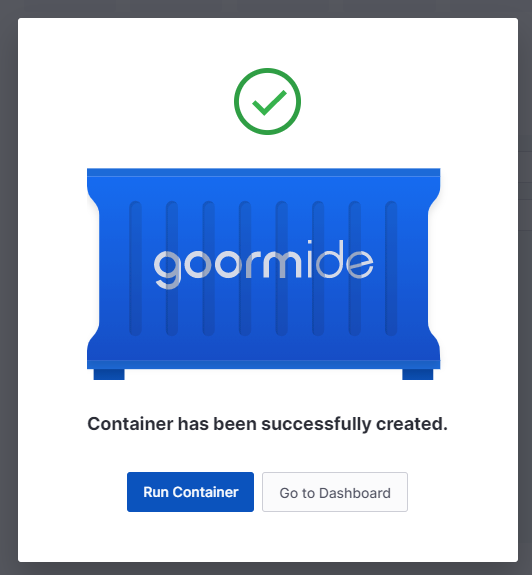 goormide
Container has been successfully created.
Run Container
Go to Dashboard